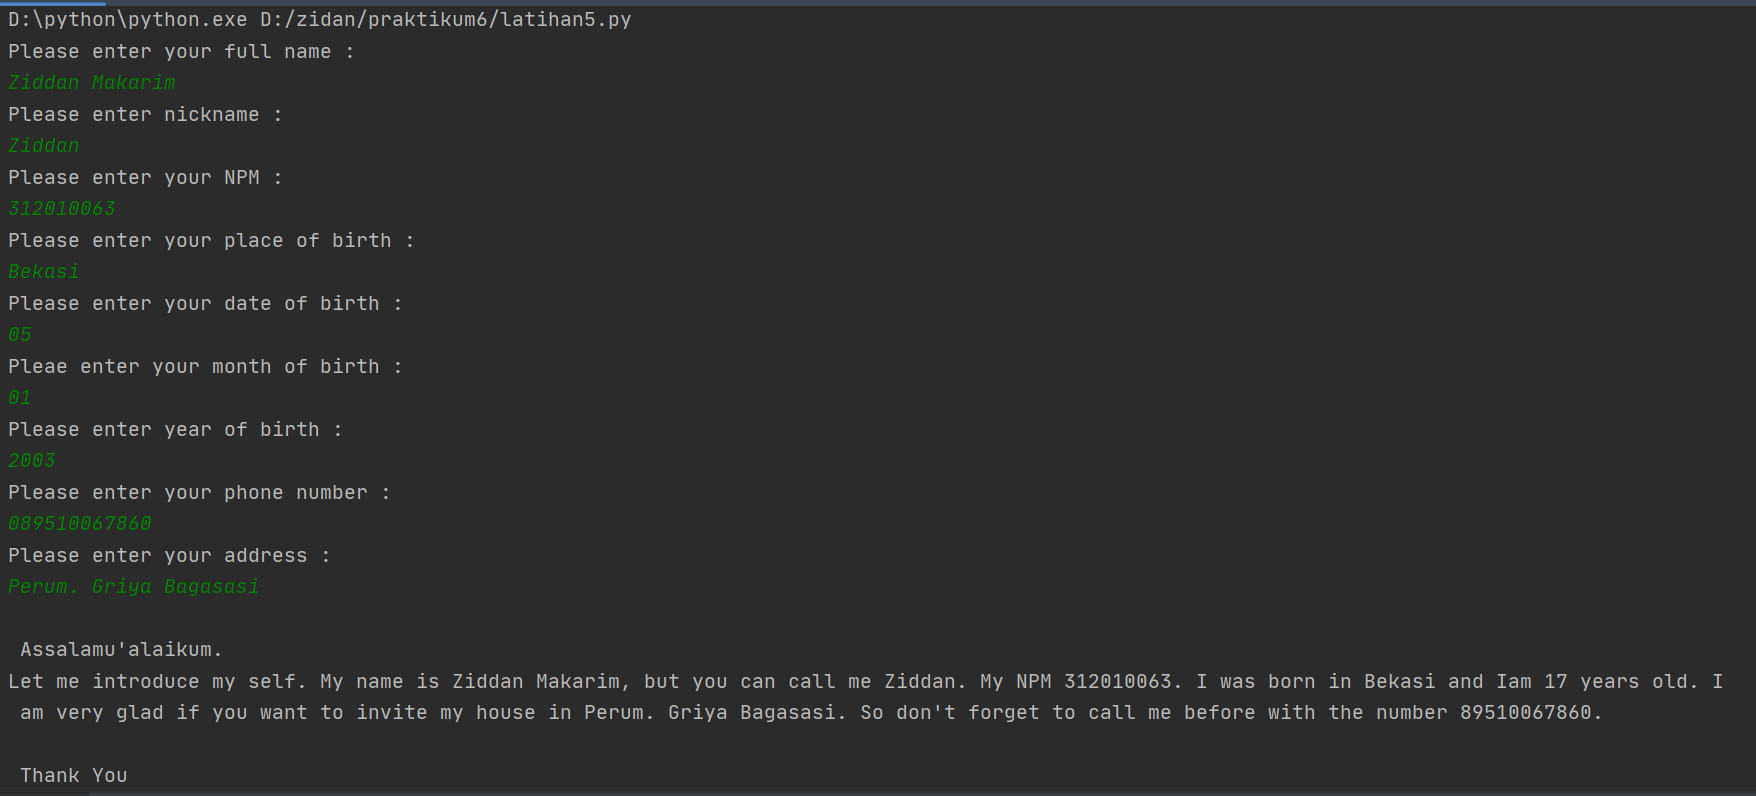 D:\python\python.exe D:/zidan/praktikum6/latihan5.py
Please enter your full name :
Ziddan Makarim
Please enter nickname :
Ziddan
Please enter your NPM :
312010063
Please enter your place of birth :
Bekasi
Please enter your date of birth :
05
Pleae enter your month of birth :
01
Please enter year of birth :
2003
Please enter your phone number :
089510067860
Please enter your address :
Perum. Griya Bagasasi
Assalamu'alaikum.
Let me introduce my self. My name is Ziddan Makarim, but you can call me Ziddan. My NPM 312010063. I was born in Bekasi and Iam 17 years old. I
am very glad if you want to invite my house in Perum. Griya Bagasasi. So don't forget to call me before with the number 89510067860.
Thank You